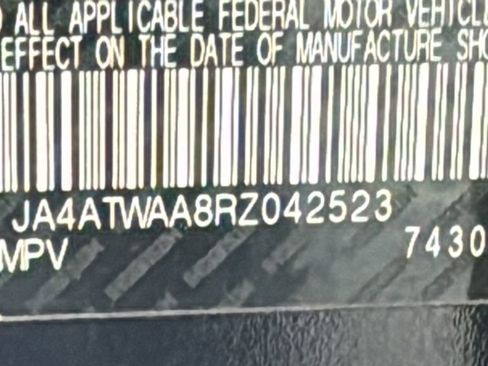 ALL APPLICABLE FEDERAL MOTOR VEHICLE
EFFECT ON THE DATE OF MANUFACTURE SHO
JA4ATWAA8RZ042523
MPV 7430